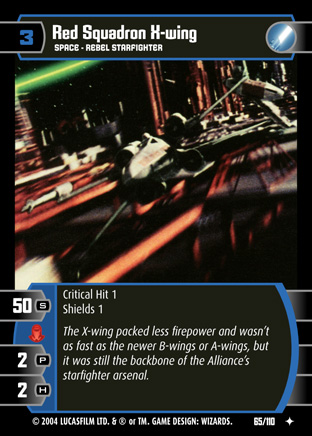 3 Red Squadron X-wing
SPACE - REBEL STARFIGHTER
50 S
Critical Hit 1
Shields 1
The X-wing packed less firepower and wasn't
as fast as the newer B-wings or A-wings, but
it was still the backbone of the Alliance's
starfighter arsenal.
2 P
2 H
© 2004 LUCASFILM LTD. & ® or TM. GAME DESIGN: WIZARDS. 65/110